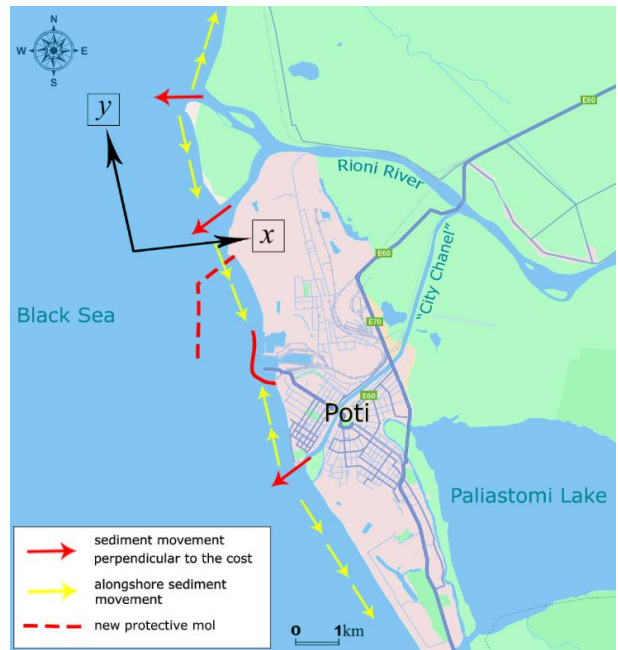 N
W E
S
y
x
E60
Rioni River
"City Chanel"
E60
E70
Black Sea
E60
Poti
Paliastomi Lake
sediment movement
perpendicular to the cost
alongshore sediment
movement
new protective mol
0 1km